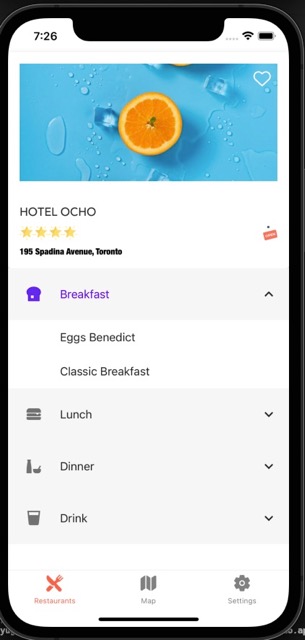 7:26
HOTEL OCHO
195 Spadina Avenue, Toronto
Breakfast
Eggs Benedict
Classic Breakfast
Lunch
Dinner
Drink
Restaurants
Map
Settings